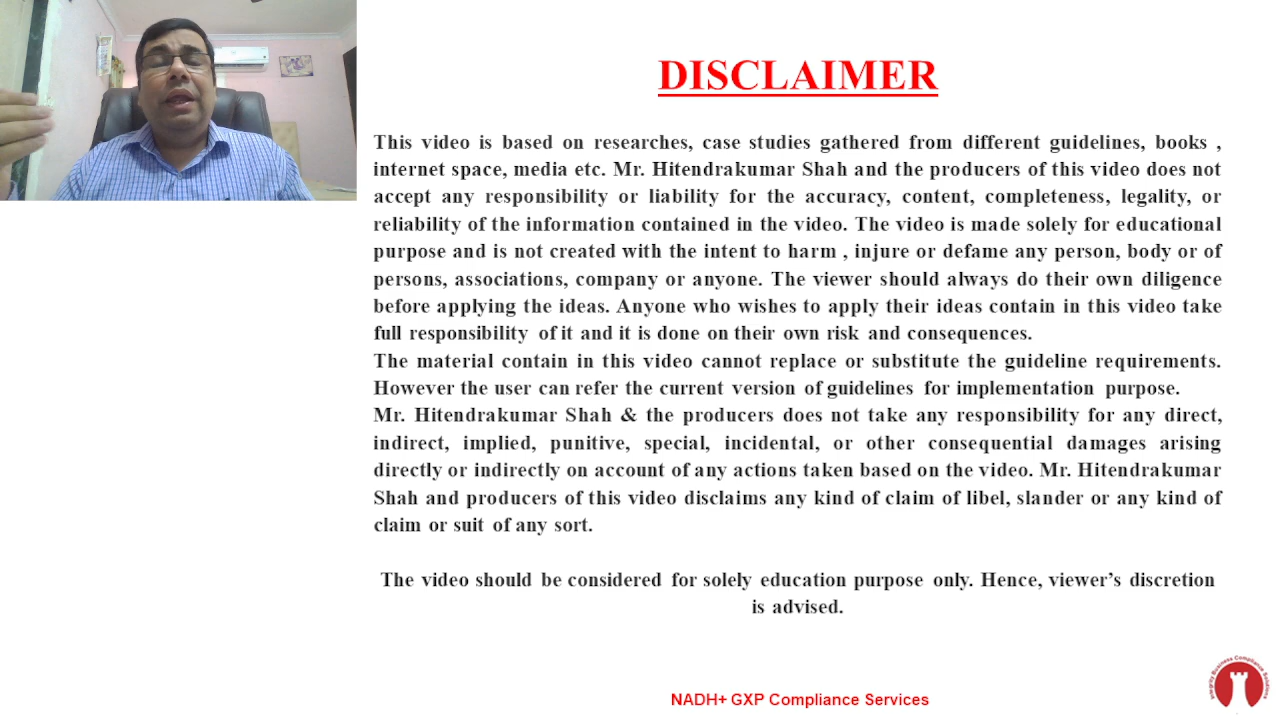 DISCLAIMER
This video is based on researches, case studies gathered from different guidelines, books ,
internet space, media etc. Mr. Hitendrakumar Shah and the producers of this video does not
accept any responsibility or liability for the accuracy, content, completeness, legality, or
reliability of the information contained in the video. The video is made solely for educational
purpose and is not created with the intent to harm , injure or defame any person, body or of
persons, associations, company or anyone. The viewer should always do their own diligence
before applying the ideas. Anyone who wishes to apply their ideas contain in this video take
full responsibility of it and it is done on their own risk and consequences.
The material contain in this video cannot replace or substitute the guideline requirements.
However the user can refer the current version of guidelines for implementation purpose.
Mr. Hitendrakumar Shah & the producers does not take any responsibility for any direct,
indirect, implied, punitive, special, incidental, or other consequential damages arising
directly or indirectly on account of any actions taken based on the video. Mr. Hitendrakumar
Shah and producers of this video disclaims any kind of claim of libel, slander or any kind of
claim or suit of any sort.
The video should be considered for solely education purpose only. Hence, viewer’s discretion
is advised.
NADH+ GXP Compliance Services
Integrity Business Compliance Solutions